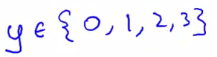 y ∈ {0, 1, 2, 3}